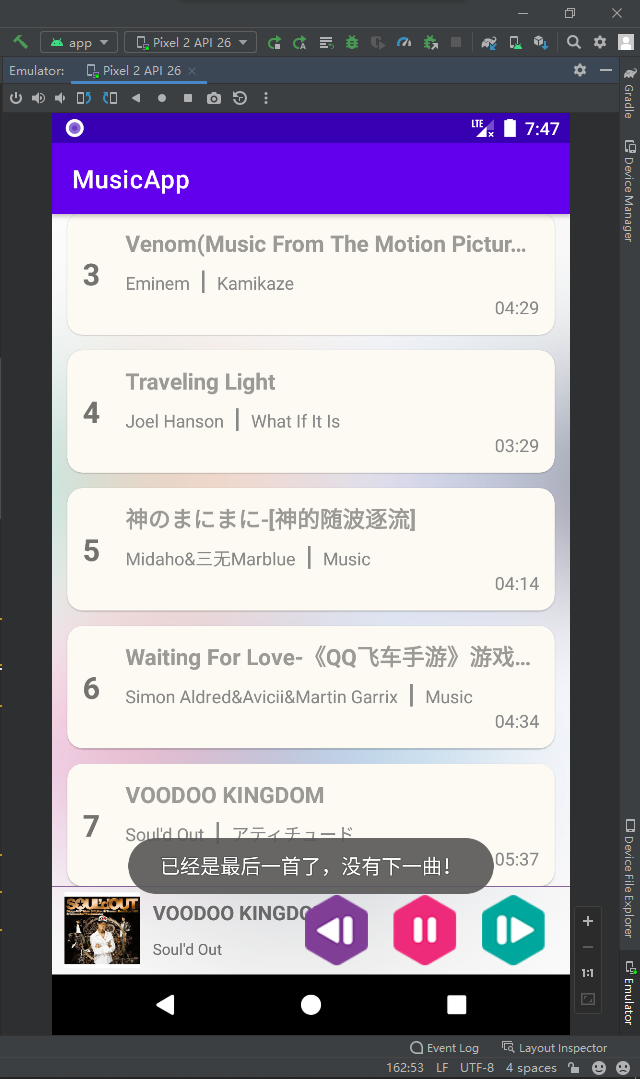 app
Pixel 2 API 26
Emulator:
Pixel 2 API 26
Gradle
Device Manager
LTE
7:47
MusicApp
3
Venom(Music From The Motion Pictur...
Eminem | Kamikaze
04:29
4
Traveling Light
Joel Hanson | What If It Is
03:29
5
神のまにまに-[神的随波逐流]
Midaho&三无Marblue | Music
04:14
6
Waiting For Love-《QQ飞车手游》游戏...
Simon Aldred&Avicii&Martin Garrix | Music
04:34
7
VOODOO KINGDOM
Soul'd Out | アティチュード
05:37
已经是最后一首了，没有下一曲！
SOUL'd OUT
VOODOO KINGDO
Soul'd Out
Device File Explorer
Emulator
1:1
Event Log
Layout Inspector
162:53 LF UTF-8 4 spaces